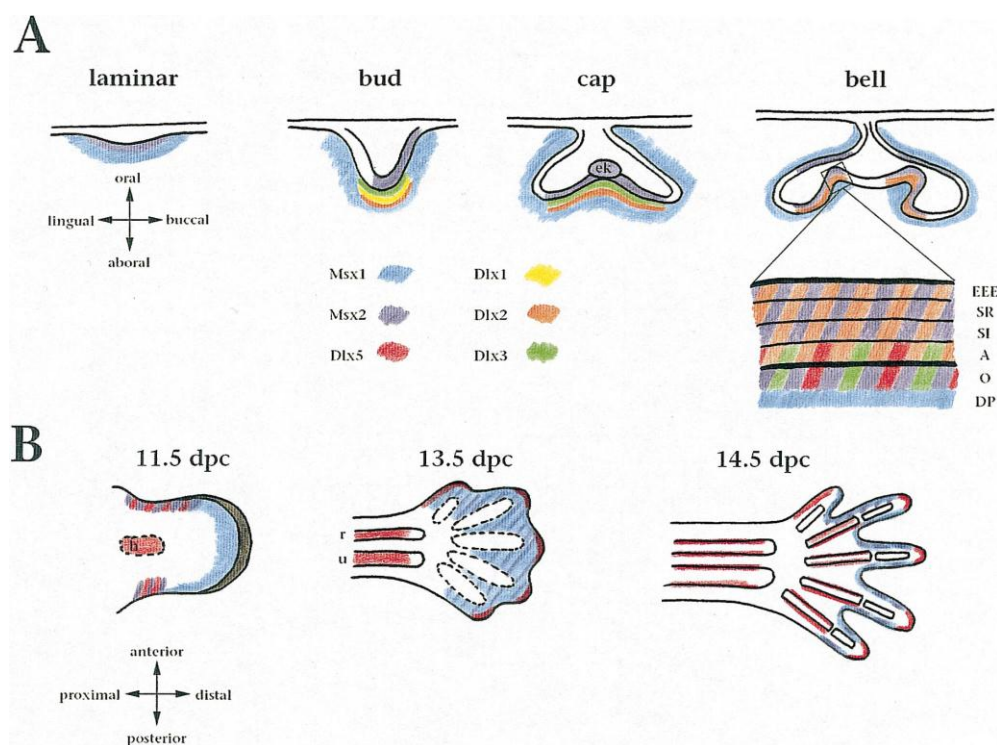 A
laminar
bud
cap
bell
ek
oral
lingual
buccal
aboral
Msx1
Dlx1
Msx2
Dlx2
Dlx5
Dlx3
EEE
SR
SI
A
O
DP
B
11.5 dpc
13.5 dpc
14.5 dpc
h
r
u
anterior
proximal
distal
posterior